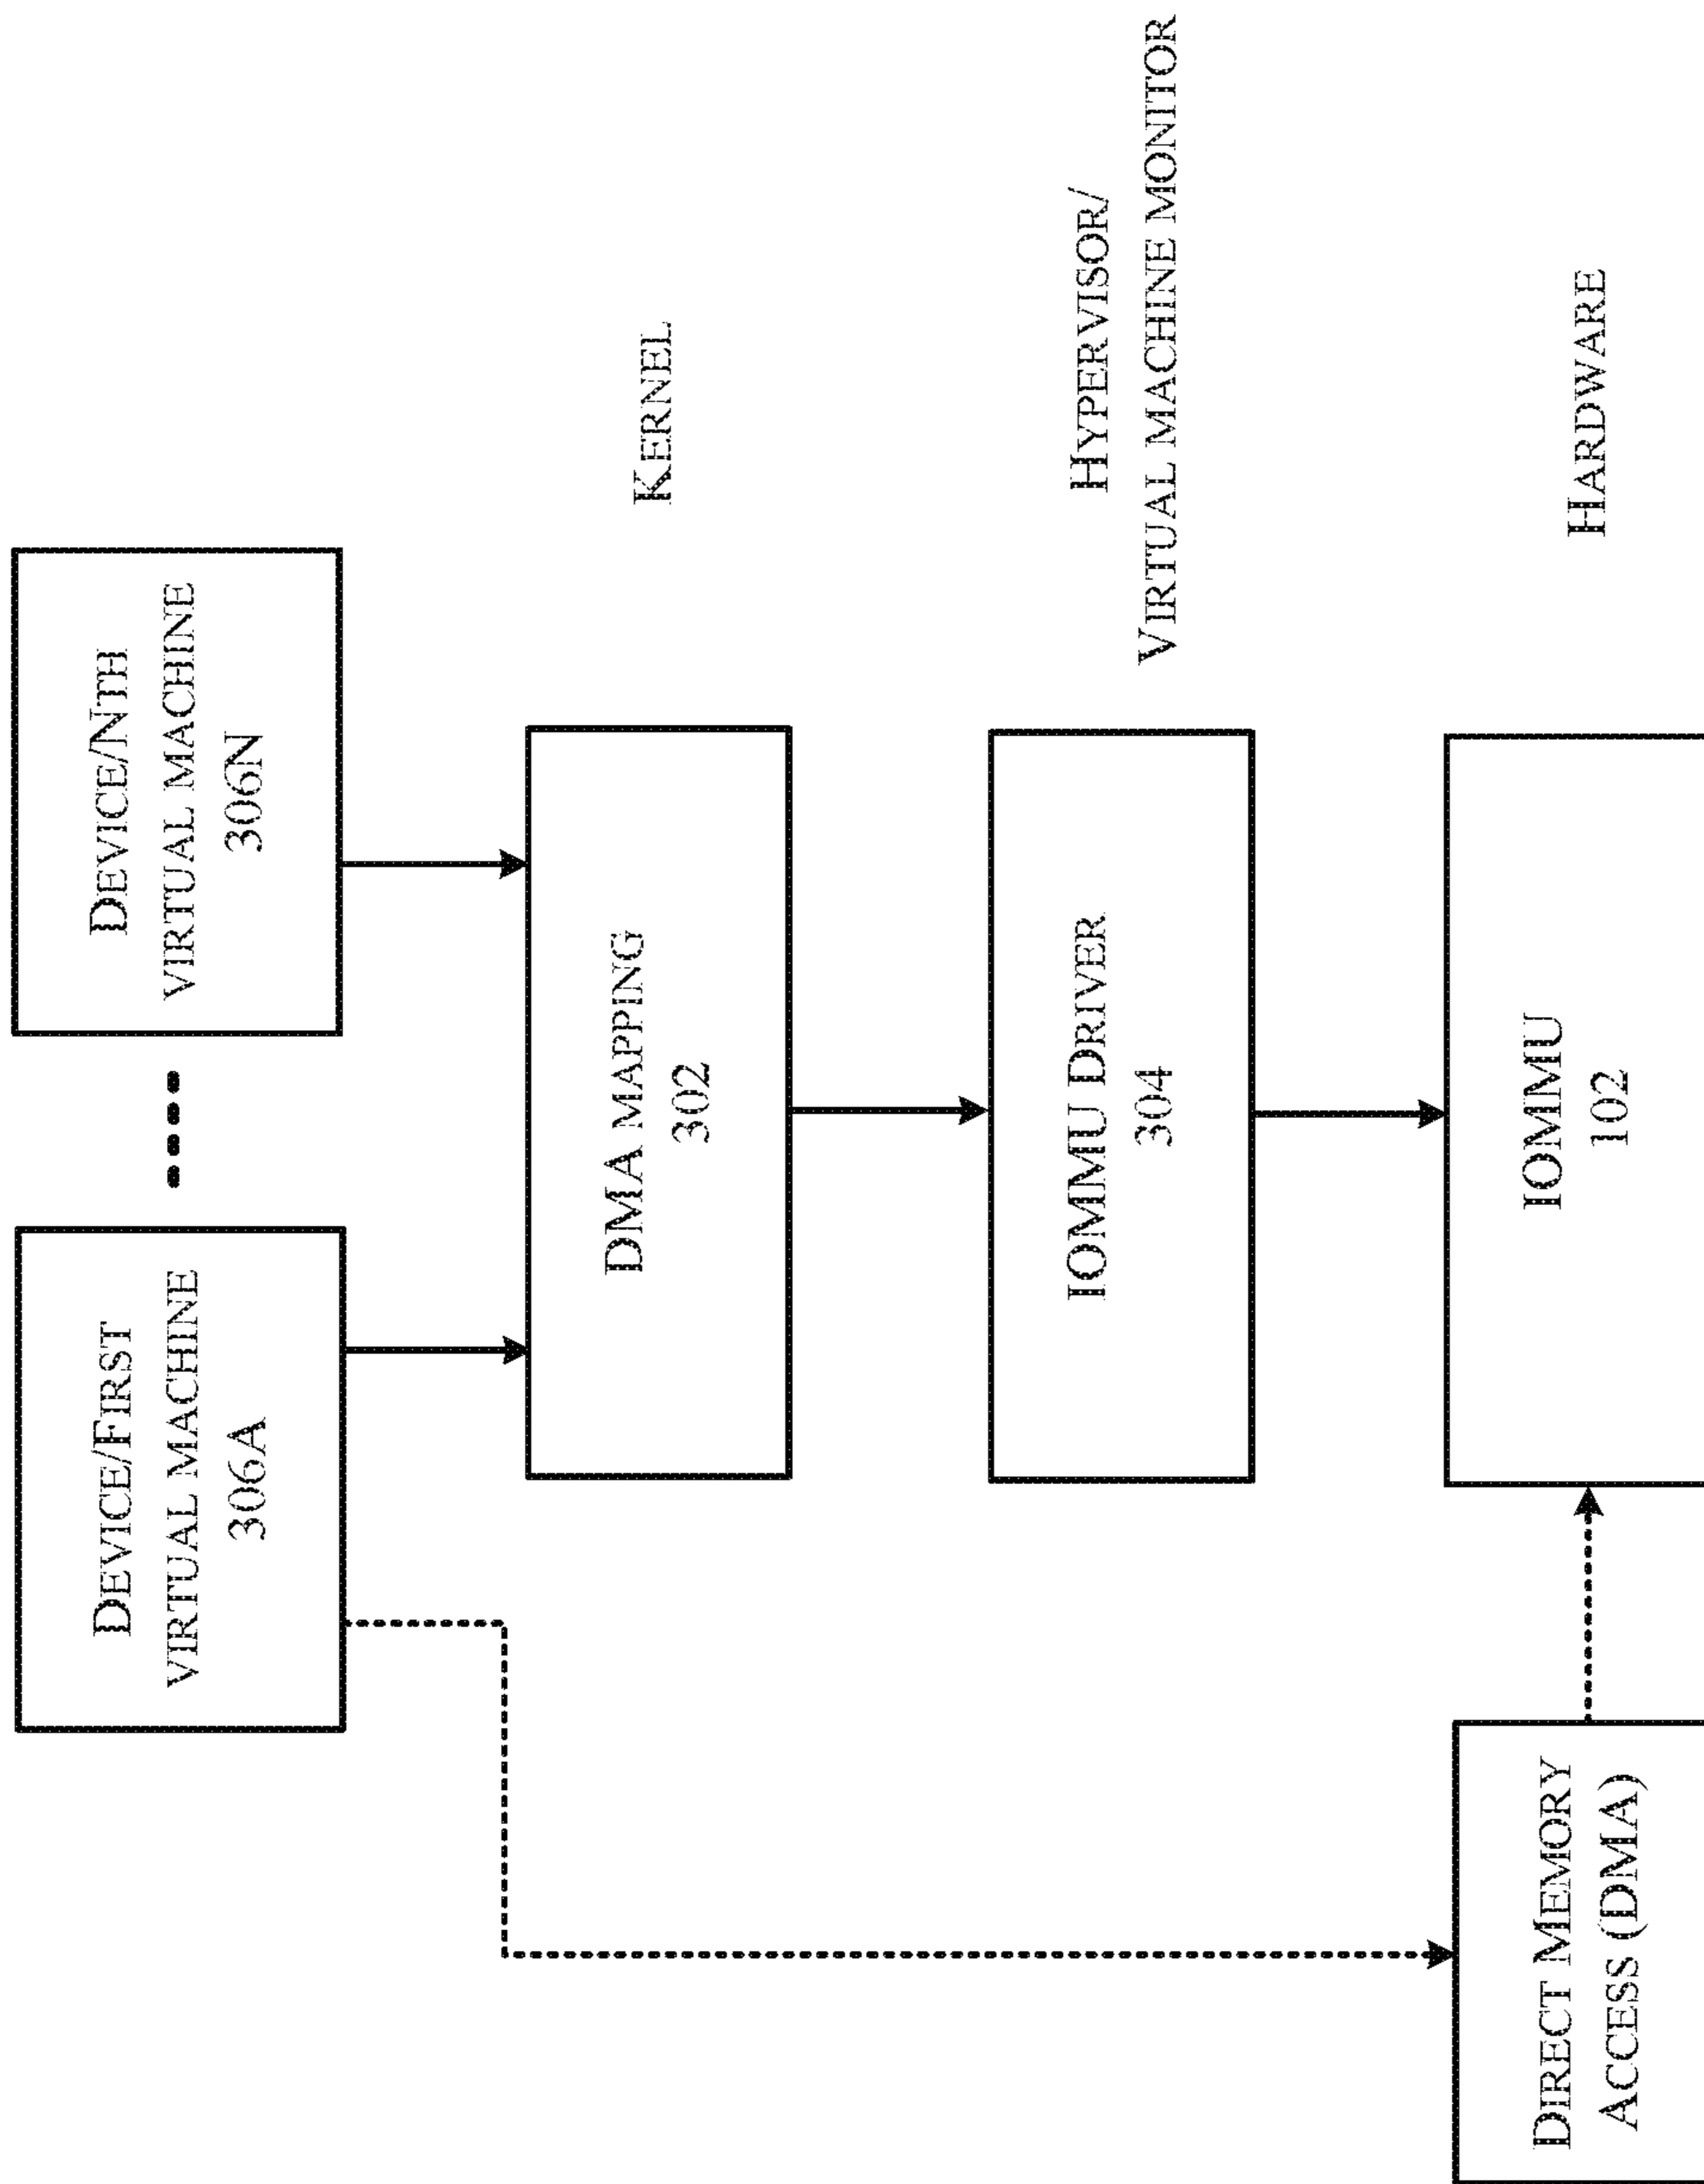 Device/First
virtual machine
306A
Device/Nth
virtual machine
306N
DMA mapping
302
Kernel
IOMMU Driver
304
Hypervisor/
Virtual machine monitor
Direct Memory
Access (DMA)
IOMMU
102
Hardware